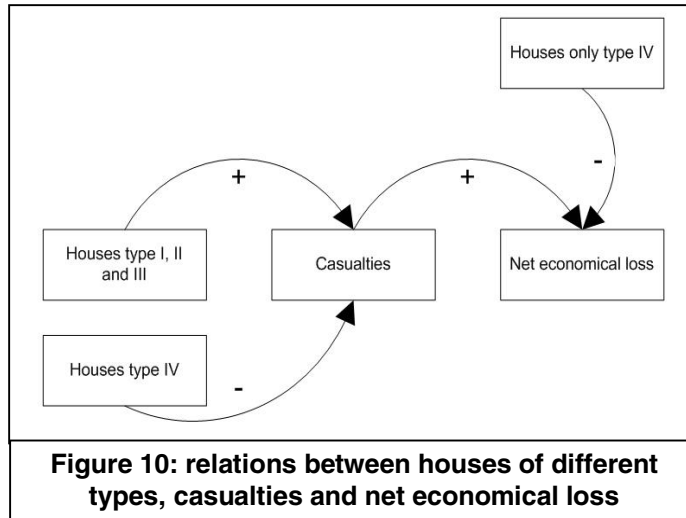 Houses only type IV
-
+
+
Houses type I, II
and III
Casualties
Net economical loss
Houses type IV
-
Figure 10: relations between houses of different
types, casualties and net economical loss